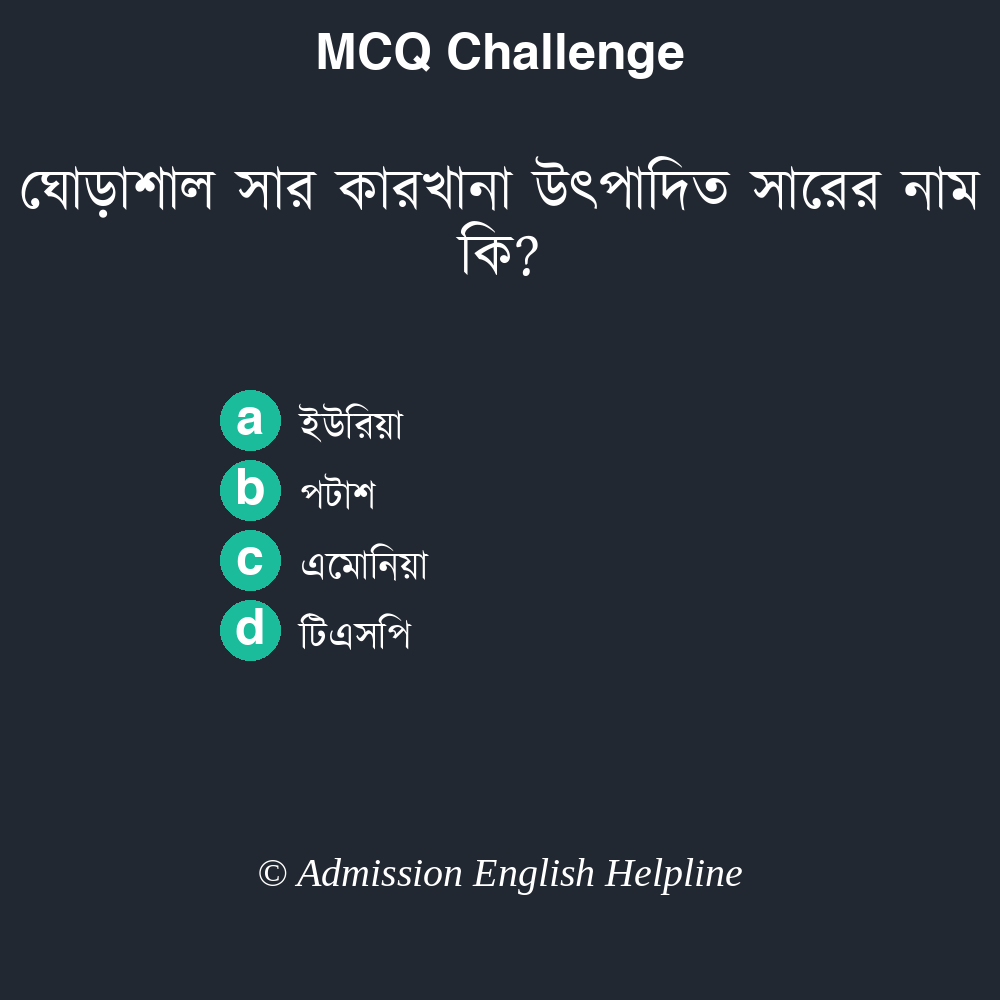 MCQ Challenge
ঘোড়াশাল সার কারখানা উৎপাদিত সারের নাম
কি?
a ইউরিয়া
b পটাশ
c এমোনিয়া
d টিএসপি
© Admission English Helpline